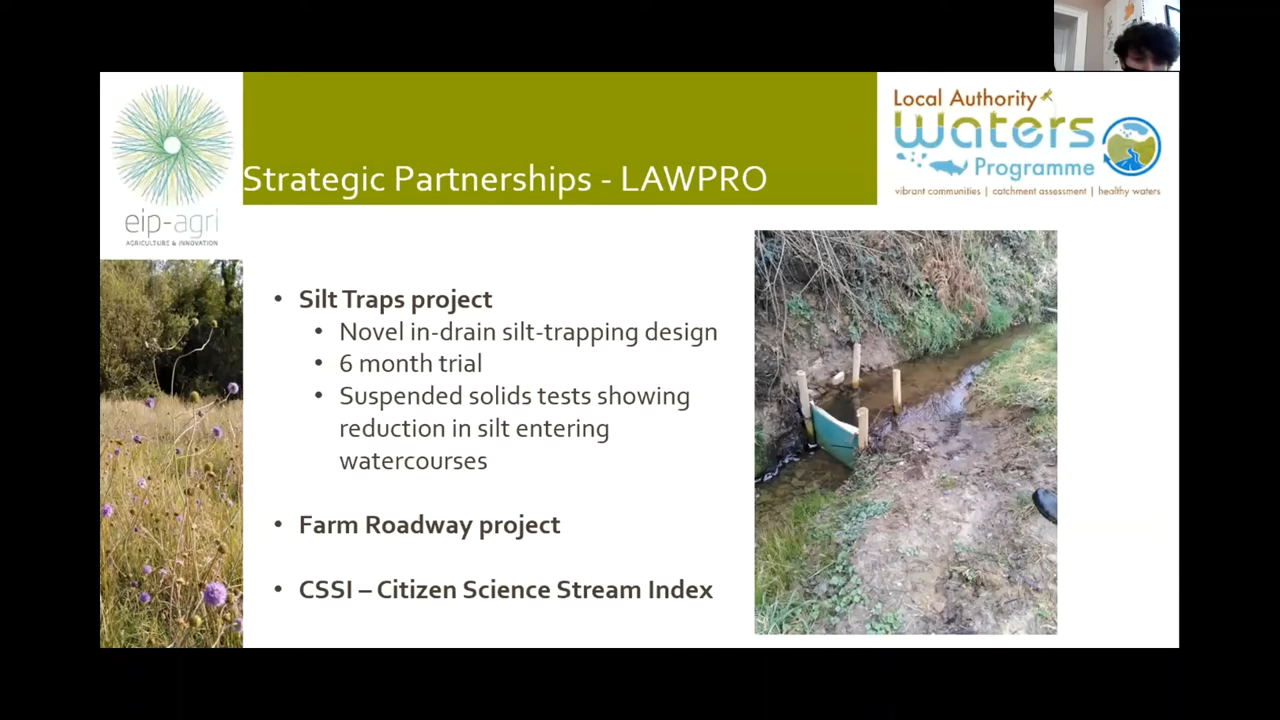 eip-agri
AGRICULTURE & INNOVATION
Strategic Partnerships - LAWPRO
Local Authority
waters
Programme
vibrant communities | catchment assessment | healthy waters
• Silt Traps project
• Novel in-drain silt-trapping design
• 6 month trial
• Suspended solids tests showing
reduction in silt entering
watercourses
• Farm Roadway project
• CSSI – Citizen Science Stream Index